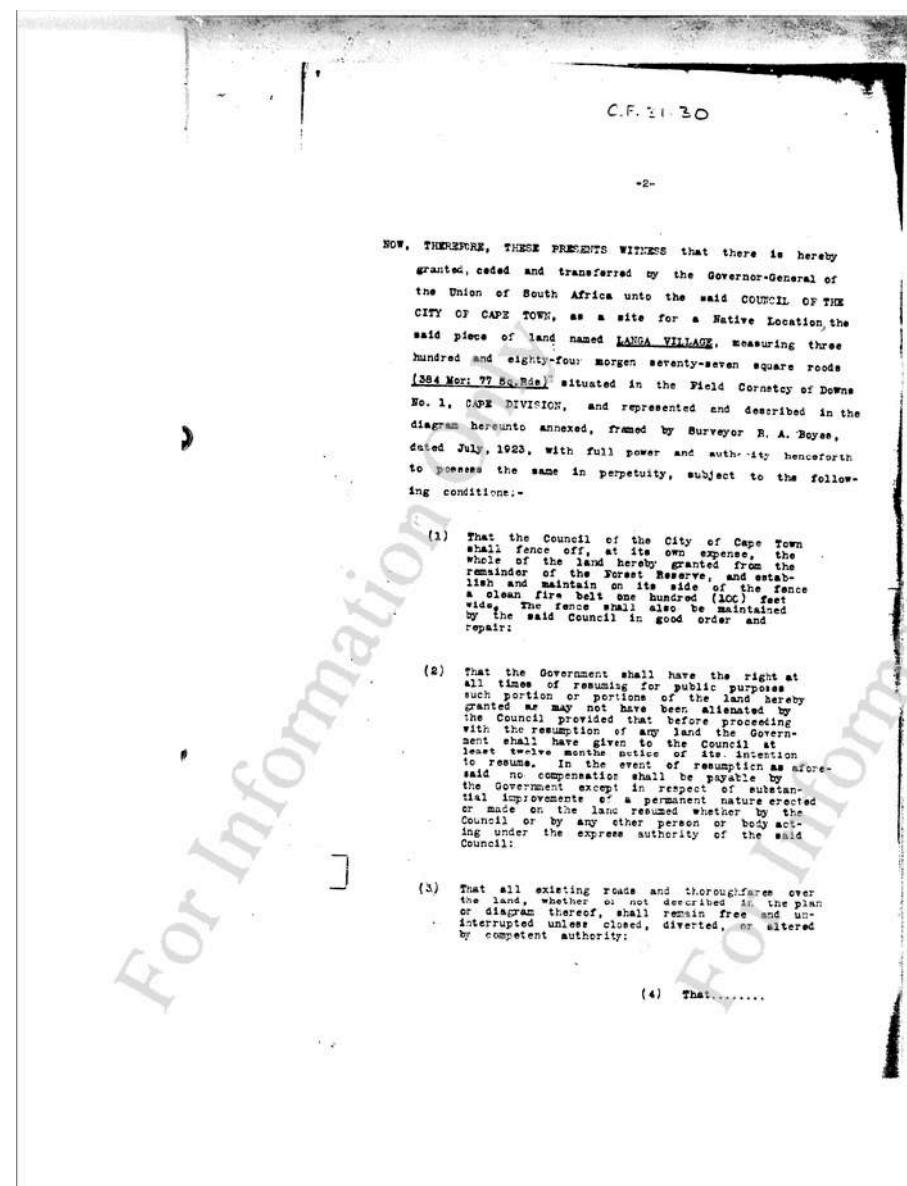 C.F. 31.30
-2-
NOW, THEREFORE, THESE PRESENTS WITNESS that there is hereby
granted, ceded and transferred by the Governor-General of
the Union of South Africa unto the said COUNCIL OF THE
CITY OF CAPE TOWN, as a site for a Native Location, the
said piece of land named LANGA VILLAGE, measuring three
hundred and eighty-four morgen seventy-seven square roods
(384 Mor: 77 Sq.Rds) situated in the Field Cornetcy of Downs
No. 1, CAPE DIVISION, and represented and described in the
diagram hereunto annexed, framed by Surveyor R. A. Boyes,
dated July, 1923, with full power and authority henceforth
to possess the same in perpetuity, subject to the follow-
ing conditions:-
(1) That the Council of the City of Cape Town
shall fence off, at its own expense, the
whole of the land hereby granted from the
remainder of the Forest Reserve, and estab-
lish and maintain on its side of the fence
a clean fire belt one hundred (100) feet
wide. The fence shall also be maintained
by the said Council in good order and
repair:
(2) That the Government shall have the right at
all times of resuming for public purposes
such portion or portions of the land hereby
granted as may not have been alienated by
the Council provided that before proceeding
with the resumption of any land the Govern-
ment shall have given to the Council at
least twelve months notice of its intention
to resume. In the event of resumption as afore-
said no compensation shall be payable by
the Government except in respect of substan-
tial improvements of a permanent nature erected
or made on the land resumed whether by the
Council or by any other person or body act-
ing under the express authority of the said
Council:
(3) That all existing roads and thoroughfares over
the land, whether or not described in the plan
or diagram thereof, shall remain free and un-
interrupted unless closed, diverted, or altered
by competent authority:
(4) That........
For Information Only
For Inform